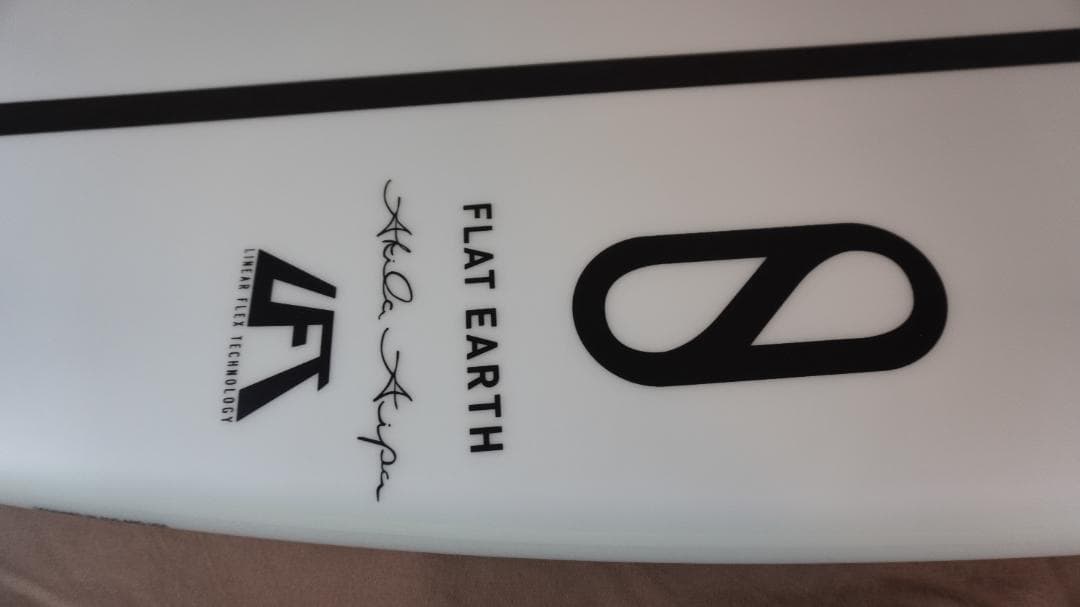 FLAT EARTH
Akila Aipa
LFT
LINEAR FLEX TECHNOLOGY